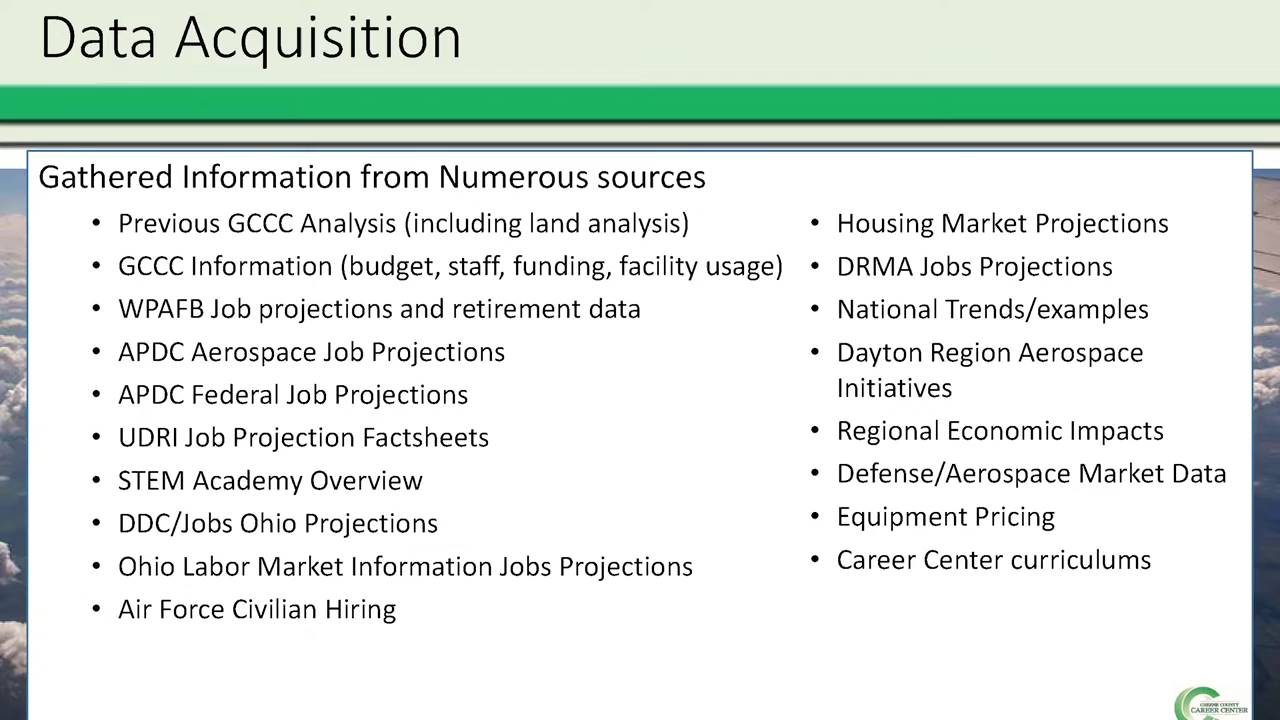 Data Acquisition
Gathered Information from Numerous sources
• Previous GCCC Analysis (including land analysis)
• GCCC Information (budget, staff, funding, facility usage)
• WPAFB Job projections and retirement data
• APDC Aerospace Job Projections
• APDC Federal Job Projections
• UDRI Job Projection Factsheets
• STEM Academy Overview
• DDC/Jobs Ohio Projections
• Ohio Labor Market Information Jobs Projections
• Air Force Civilian Hiring
• Housing Market Projections
• DRMA Jobs Projections
• National Trends/examples
• Dayton Region Aerospace
Initiatives
• Regional Economic Impacts
• Defense/Aerospace Market Data
• Equipment Pricing
• Career Center curriculums
GREENE COUNTY
CAREER CENTER